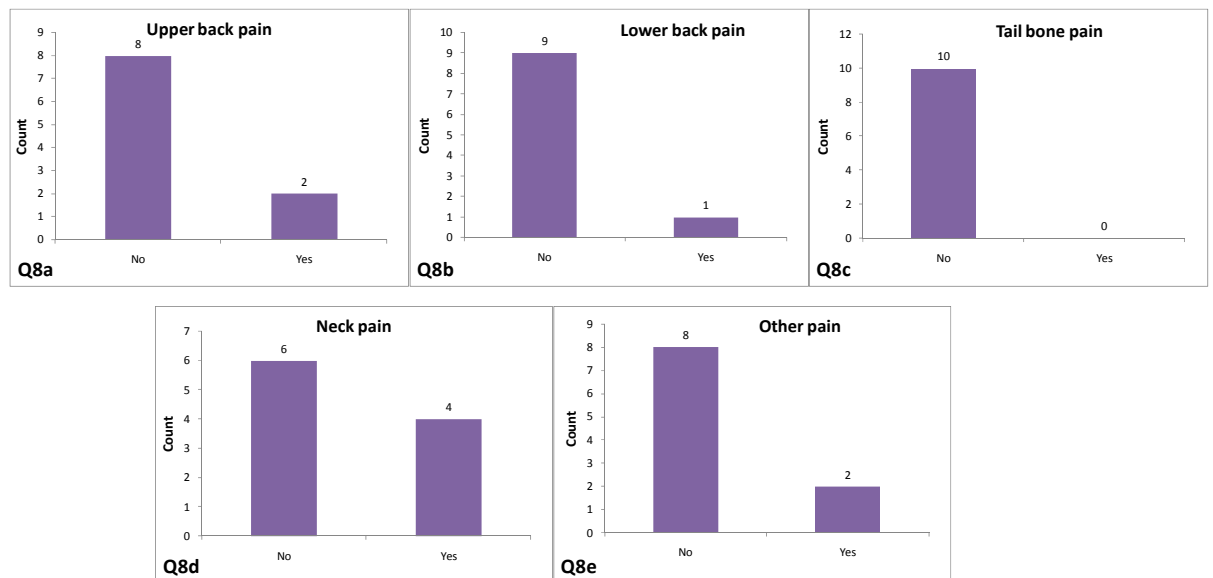 Upper back pain
9
8
7
6
5
4
3
2
1
0
Count
8
2
No
Yes
Q8a
Lower back pain
10
9
8
7
6
5
4
3
2
1
0
Count
9
1
No
Yes
Q8b
Tail bone pain
12
10
8
6
4
2
0
Count
10
0
No
Yes
Q8c
Neck pain
7
6
5
4
3
2
1
0
Count
6
4
No
Yes
Q8d
Other pain
9
8
7
6
5
4
3
2
1
0
Count
8
2
No
Yes
Q8e